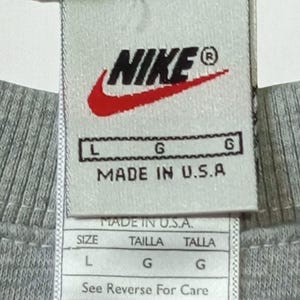 NIKE®
L G G
MADE IN U.S.A
MADE IN U.S.A.
SIZE TAILLA TALLA
L G G
See Reverse For Care